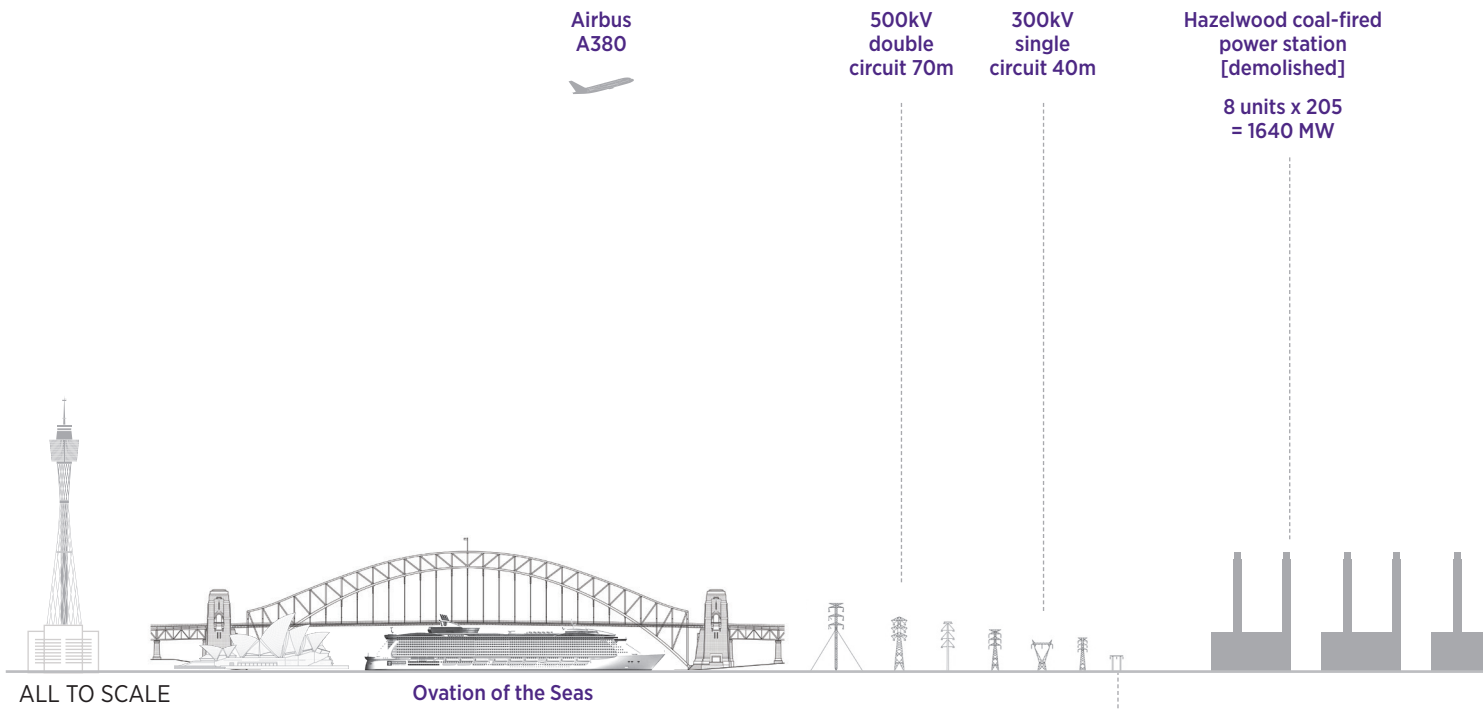 Airbus
A380
500kV
double
circuit 70m
300kV
single
circuit 40m
Hazelwood coal-fired
power station
[demolished]
8 units x 205
= 1640 MW
ALL TO SCALE
Ovation of the Seas